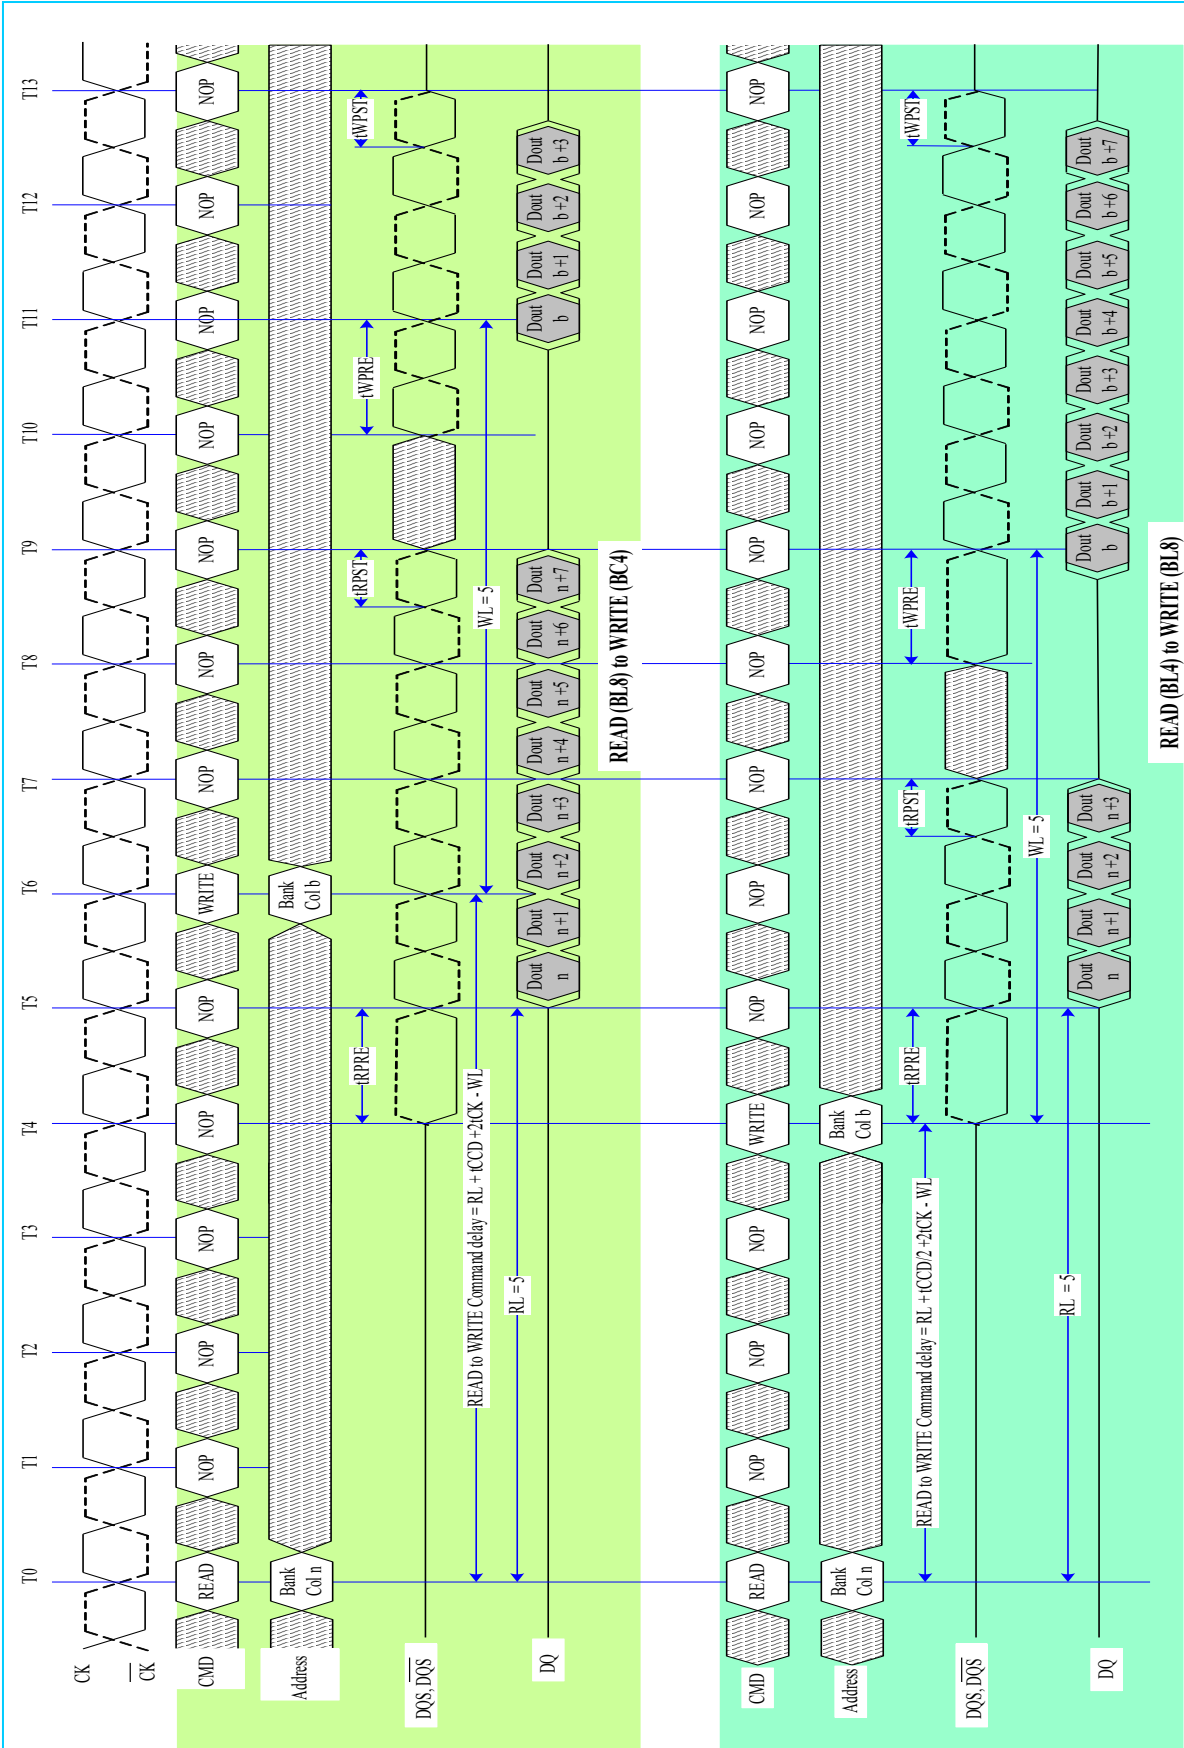 T0 T1 T2 T3 T4 T5 T6 T7 T8 T9 T10 T11 T12 T13
CK
CK
CMD READ NOP NOP NOP NOP NOP WRITE NOP NOP NOP NOP NOP NOP NOP
Address Bank Bank
Col n Col b
tRPRE tRPST tWPRE tWPST
DQS, DQS
READ to WRITE Command delay = RL + tCCD +2tCK - WL WL = 5
RL = 5
DQ Dout Dout Dout Dout Dout Dout Dout Dout Dout Dout Dout Dout
n n+1 n+2 n+3 n+4 n+5 n+6 n+7 b b+1 b+2 b+3
READ (BL8) to WRITE (BC4)
CMD READ NOP NOP NOP WRITE NOP NOP NOP NOP NOP NOP NOP NOP NOP
Address Bank Bank
Col n Col b
tRPRE tRPST tWPRE tWPST
READ to WRITE Command delay = RL + tCCD/2 +2tCK - WL
DQS, DQS
WL = 5
RL = 5
DQ Dout Dout Dout Dout Dout Dout Dout Dout Dout Dout Dout Dout
n n+1 n+2 n+3 b b+1 b+2 b+3 b+4 b+5 b+6 b+7
READ (BL4) to WRITE (BL8)